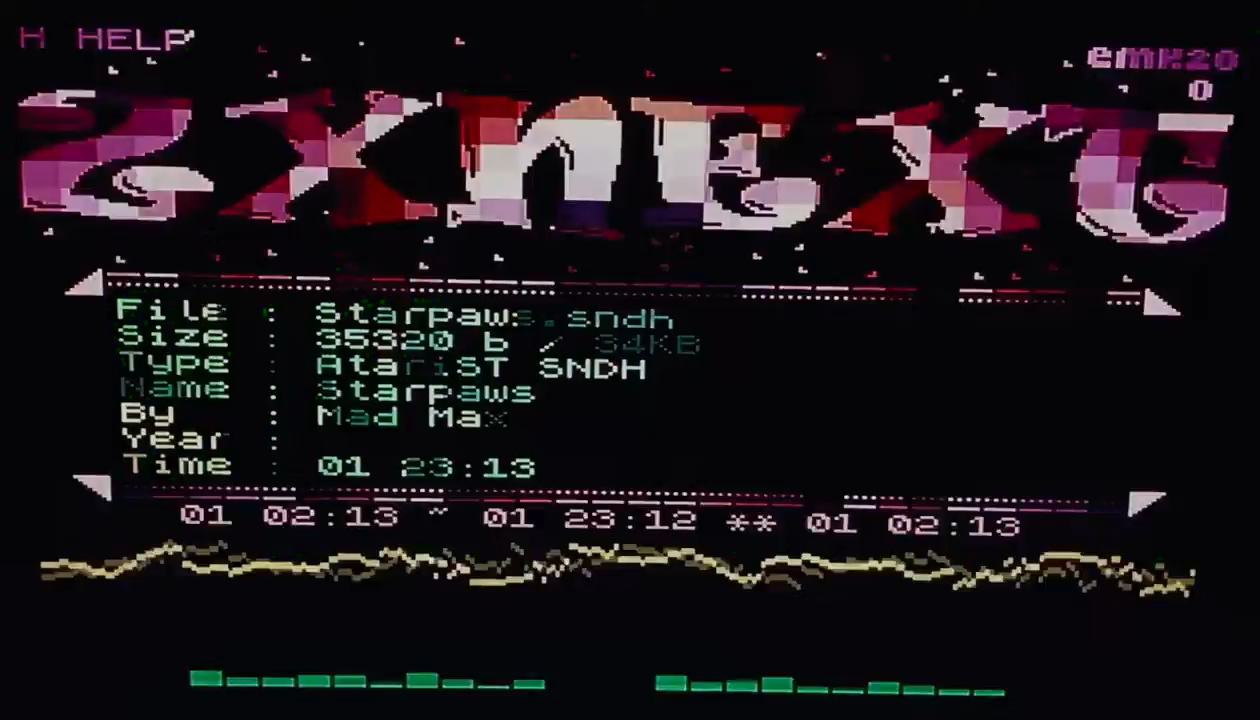 H HELP
emk20
0
zxnext
File : Starpaws.sndh
Size : 35320 b / 34KB
Type : AtariST SNDH
Name : Starpaws
By : Mad Max
Year :
Time : 01 23:13
01 02:13 ~ 01 23:12 ** 01 02:13